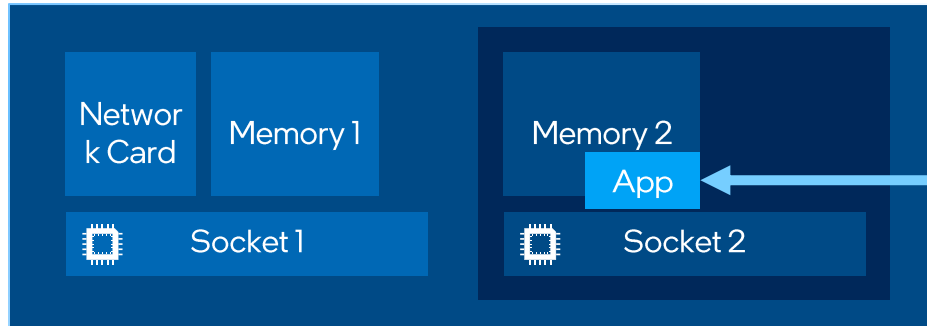 Networ
k Card
Memory 1
Socket 1
Memory 2
App
Socket 2